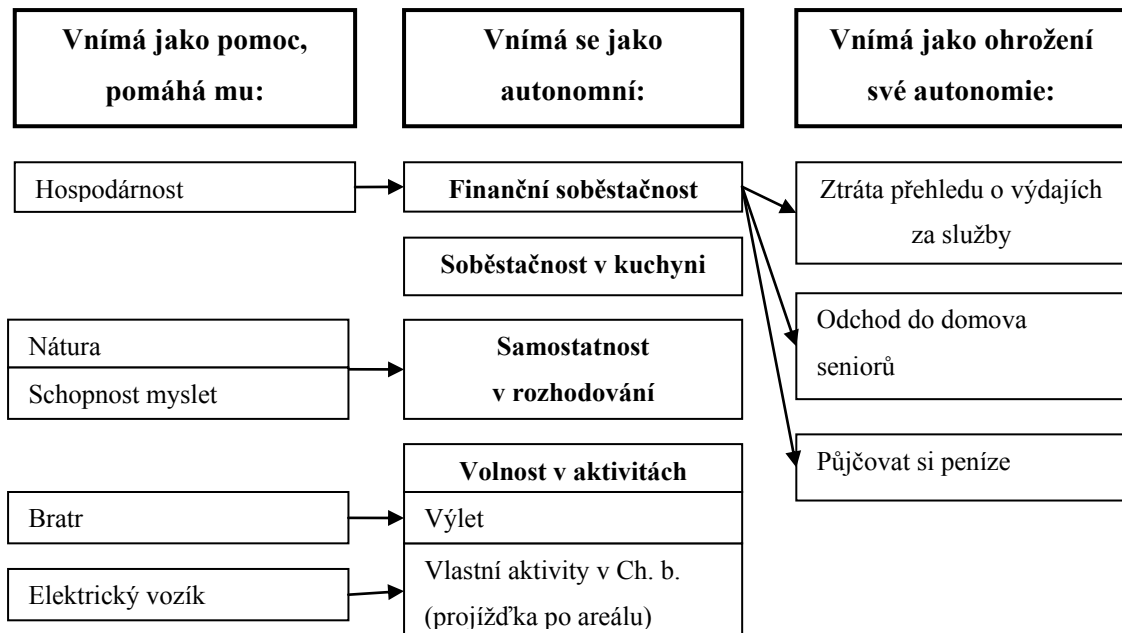 Vnímá jako pomoc,
pomáhá mu:
Vnímá se jako
autonomní:
Vnímá jako ohrožení
své autonomie:
Hospodárnost
Finanční soběstačnost
Ztráta přehledu o výdajích
za služby
Soběstačnost v kuchyni
Odchod do domova
seniorů
Nátura
Schopnost myslet
Samostatnost
v rozhodování
Půjčovat si peníze
Volnost v aktivitách
Bratr
Výlet
Elektrický vozík
Vlastní aktivity v Ch. b.
(projížďka po areálu)